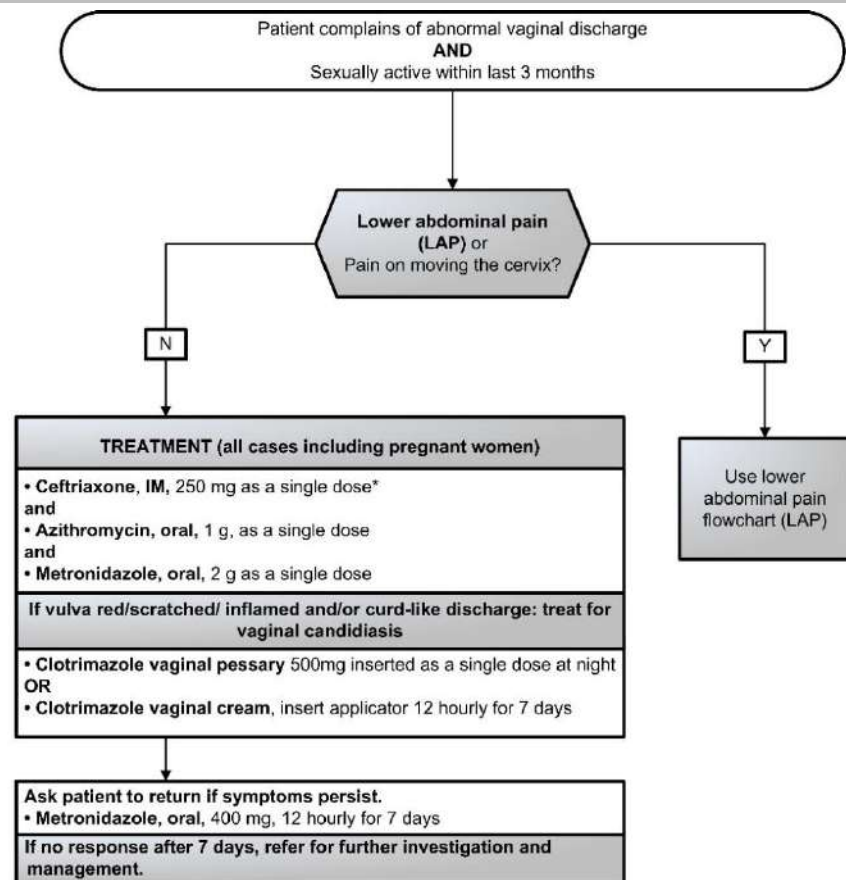 Patient complains of abnormal vaginal discharge
AND
Sexually active within last 3 months
Lower abdominal pain
(LAP) or
Pain on moving the cervix?
N
Y
TREATMENT (all cases including pregnant women)
• Ceftriaxone, IM, 250 mg as a single dose*
and
• Azithromycin, oral, 1 g, as a single dose
and
• Metronidazole, oral, 2 g as a single dose
If vulva red/scratched/ inflamed and/or curd-like discharge: treat for
vaginal candidiasis
• Clotrimazole vaginal pessary 500mg inserted as a single dose at night
OR
• Clotrimazole vaginal cream, insert applicator 12 hourly for 7 days
Use lower
abdominal pain
flowchart (LAP)
Ask patient to return if symptoms persist.
• Metronidazole, oral, 400 mg, 12 hourly for 7 days
If no response after 7 days, refer for further investigation and
management.